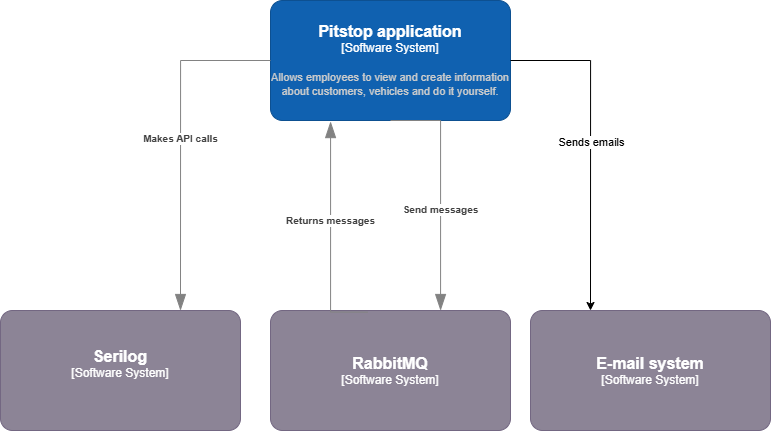 Pitstop application
[Software System]
Allows employees to view and create information
about customers, vehicles and do it yourself.
Makes API calls
Sends emails
Send messages
Returns messages
Serilog
[Software System]
RabbitMQ
[Software System]
E-mail system
[Software System]